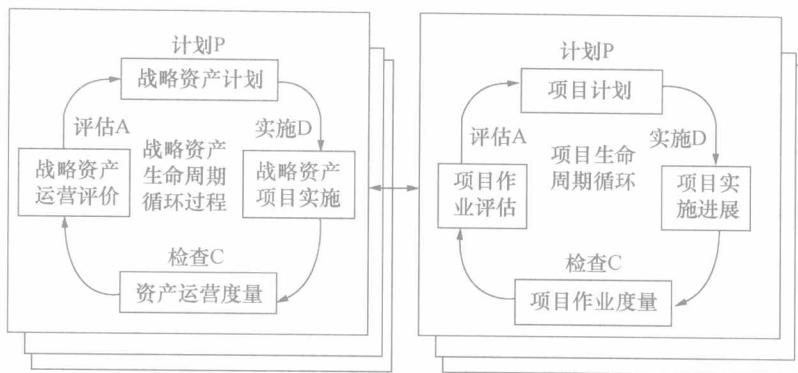 计划P
战略资产计划
评估A
实施D
战略资产
生命周期
循环过程
战略资产
运营评价
战略资产
项目实施
检查C
资产运营度量
计划P
项目计划
评估A
实施D
项目生命
周期循环
项目作
业评估
项目实
施进展
检查C
项目作业度量